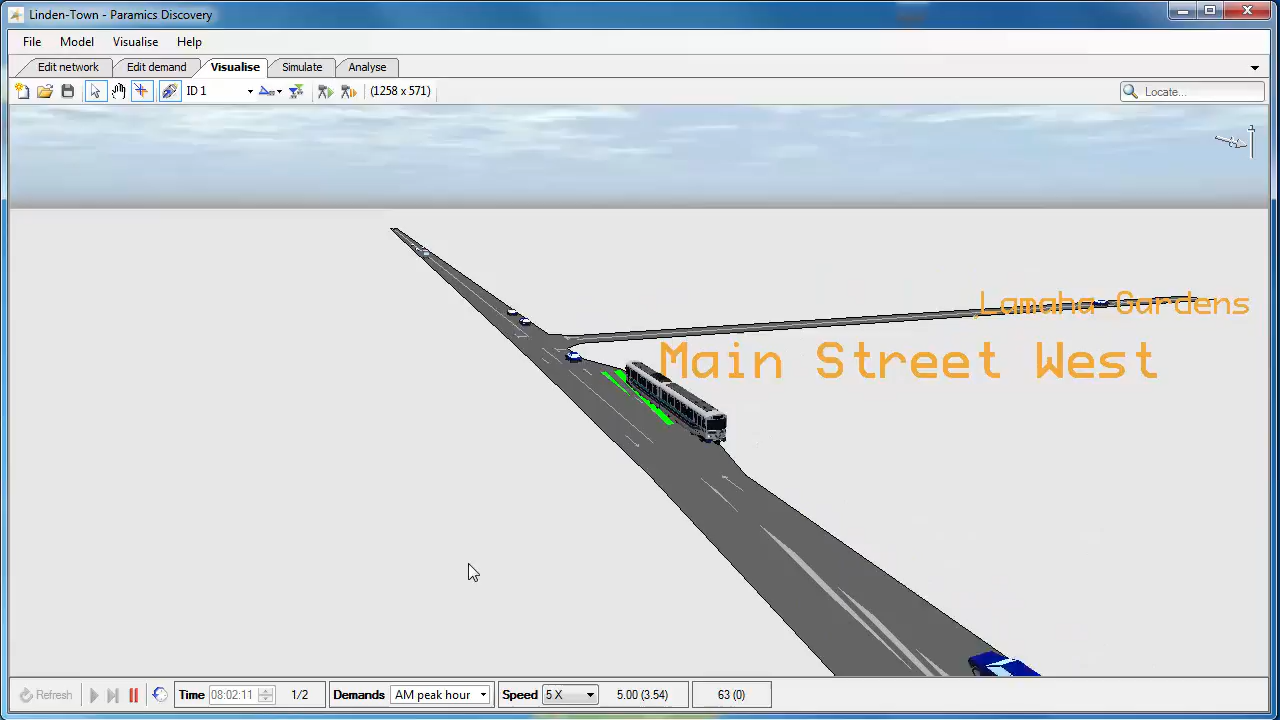 Linden-Town - Paramics Discovery
File Model Visualise Help
Edit network Edit demand Visualise Simulate Analyse
ID 1 (1258 x 571) Locate...
Lamaha Gardens
Main Street West
Refresh Time 08:02:11 1/2 Demands AM peak hour Speed 5 X 5.00 (3.54) 63 (0)